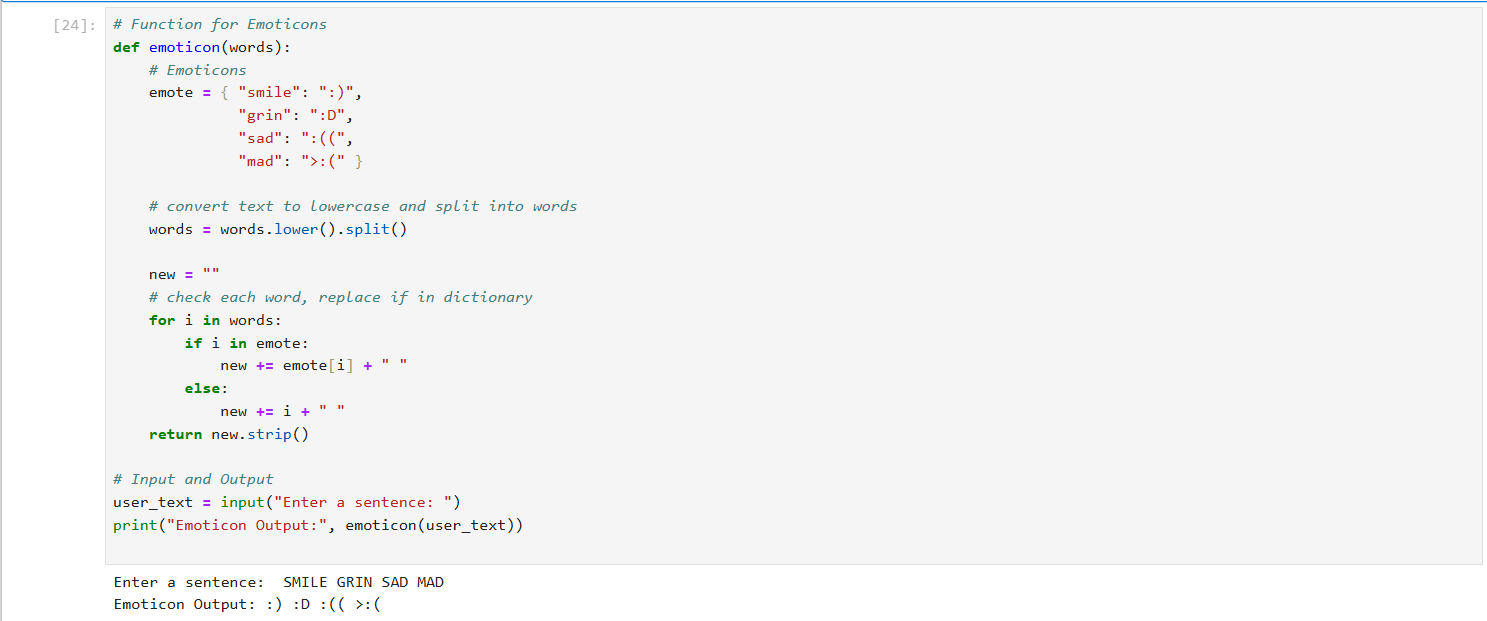 [24]: # Function for Emoticons
def emoticon(words):
    # Emoticons
    emote = { "smile": ":)",
              "grin": ":D",
              "sad": ":((",
              "mad": ">:(" }

    # convert text to lowercase and split into words
    words = words.lower().split()

    new = ""
    # check each word, replace if in dictionary
    for i in words:
        if i in emote:
            new += emote[i] + " "
        else:
            new += i + " "
    return new.strip()

# Input and Output
user_text = input("Enter a sentence: ")
print("Emoticon Output:", emoticon(user_text))

Enter a sentence:  SMILE GRIN SAD MAD
Emoticon Output: :) :D :(( >:(